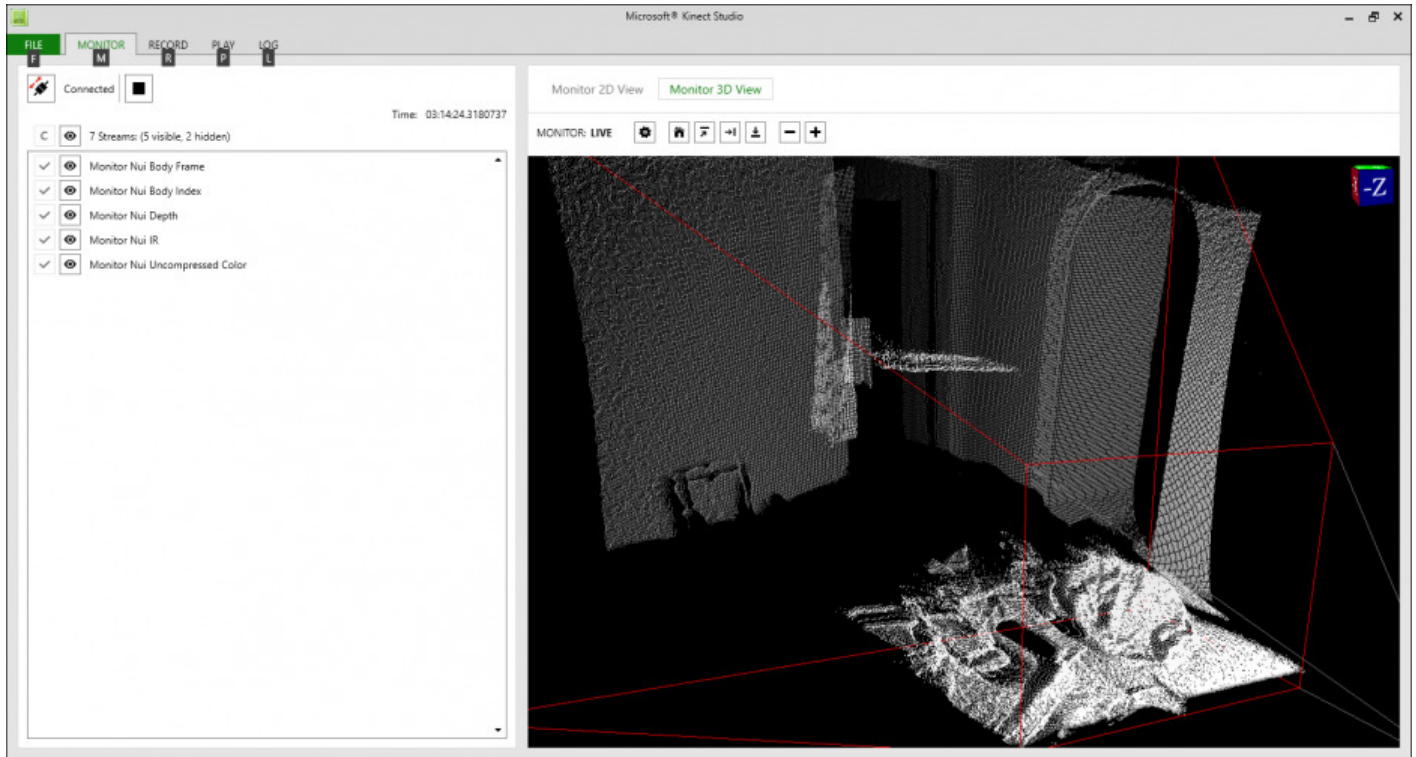 Microsoft® Kinect Studio
FILE MONITOR RECORD PLAY LOG
F M R P L
Connected
Time: 03:14:24.3180737
C 7 Streams: (5 visible, 2 hidden)
Monitor Nui Body Frame
Monitor Nui Body Index
Monitor Nui Depth
Monitor Nui IR
Monitor Nui Uncompressed Color
Monitor 2D View Monitor 3D View
MONITOR: LIVE
-Z